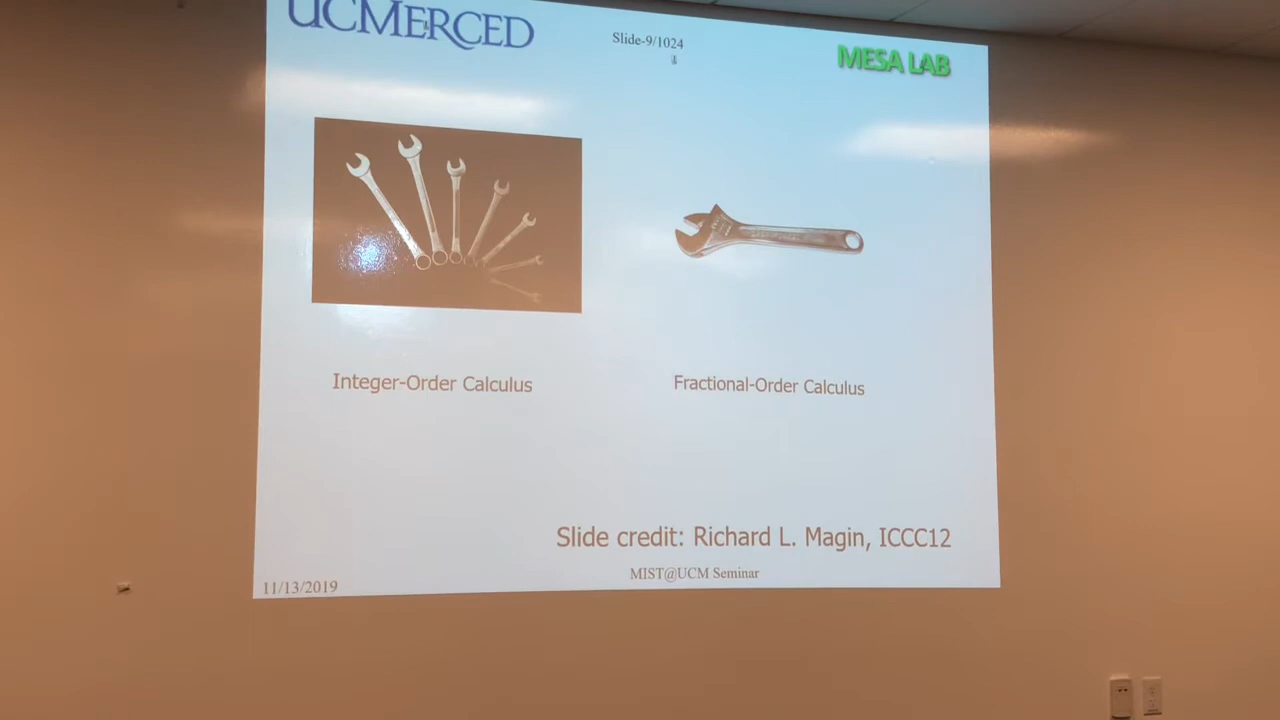 UCMERCED
Slide-9/1024
MESA LAB
Integer-Order Calculus
Fractional-Order Calculus
Slide credit: Richard L. Magin, ICCC12
MIST@UCM Seminar
11/13/2019